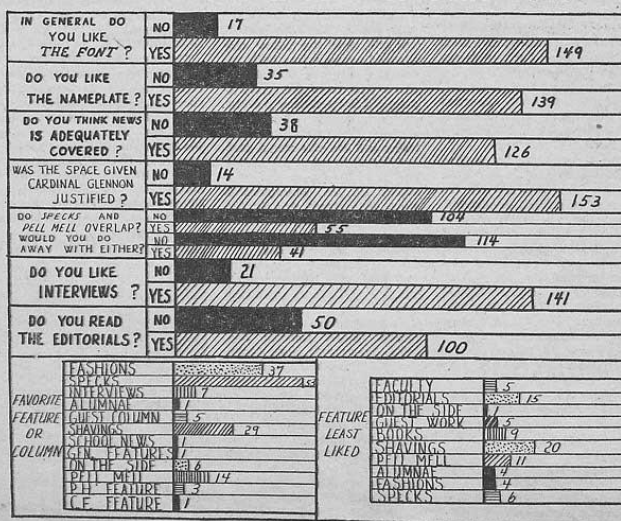 IN GENERAL DO
YOU LIKE
THE FONT ?
NO 17
YES 149
DO YOU LIKE
THE NAMEPLATE ?
NO 35
YES 139
DO YOU THINK NEWS
IS ADEQUATELY
COVERED ?
NO 38
YES 126
WAS THE SPACE GIVEN
CARDINAL GLENNON
JUSTIFIED ?
NO 14
YES 153
DO SPECKS AND
PELL MELL OVERLAP?
NO 104
YES 55
WOULD YOU DO
AWAY WITH EITHER?
NO 114
YES 41
DO YOU LIKE
INTERVIEWS ?
NO 21
YES 141
DO YOU READ
THE EDITORIALS ?
NO 50
YES 100
FAVORITE
FEATURE
OR
COLUMN
FASHIONS 37
SPECKS 53
INTERVIEWS 7
ALUMNAE 1
GUEST COLUMN 5
SHAVINGS 29
SCHOOL NEWS 1
GEN. FEATURES 1
ON THE SIDE 6
PELL MELL 14
P.H. FEATURE 3
C.F. FEATURE 1
FEATURE
LEAST
LIKED
FACULTY 5
EDITORIALS 15
ON THE SIDE 1
GUEST WORK 5
BOOKS 9
SHAVINGS 20
PELL MELL 11
ALUMNAE 4
FASHIONS 4
SPECKS 6